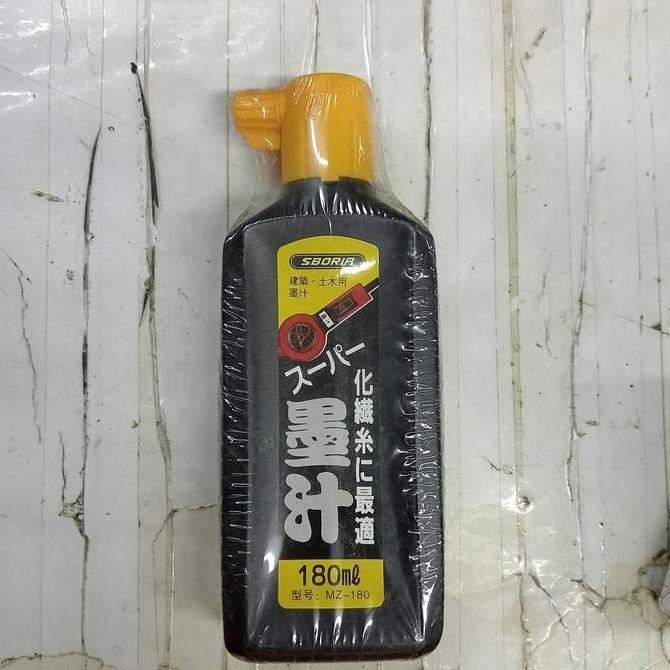 SBORIA
建築・土木用
墨汁
スーパー
墨汁
化繊糸に最適
180ml
型号: MZ-180